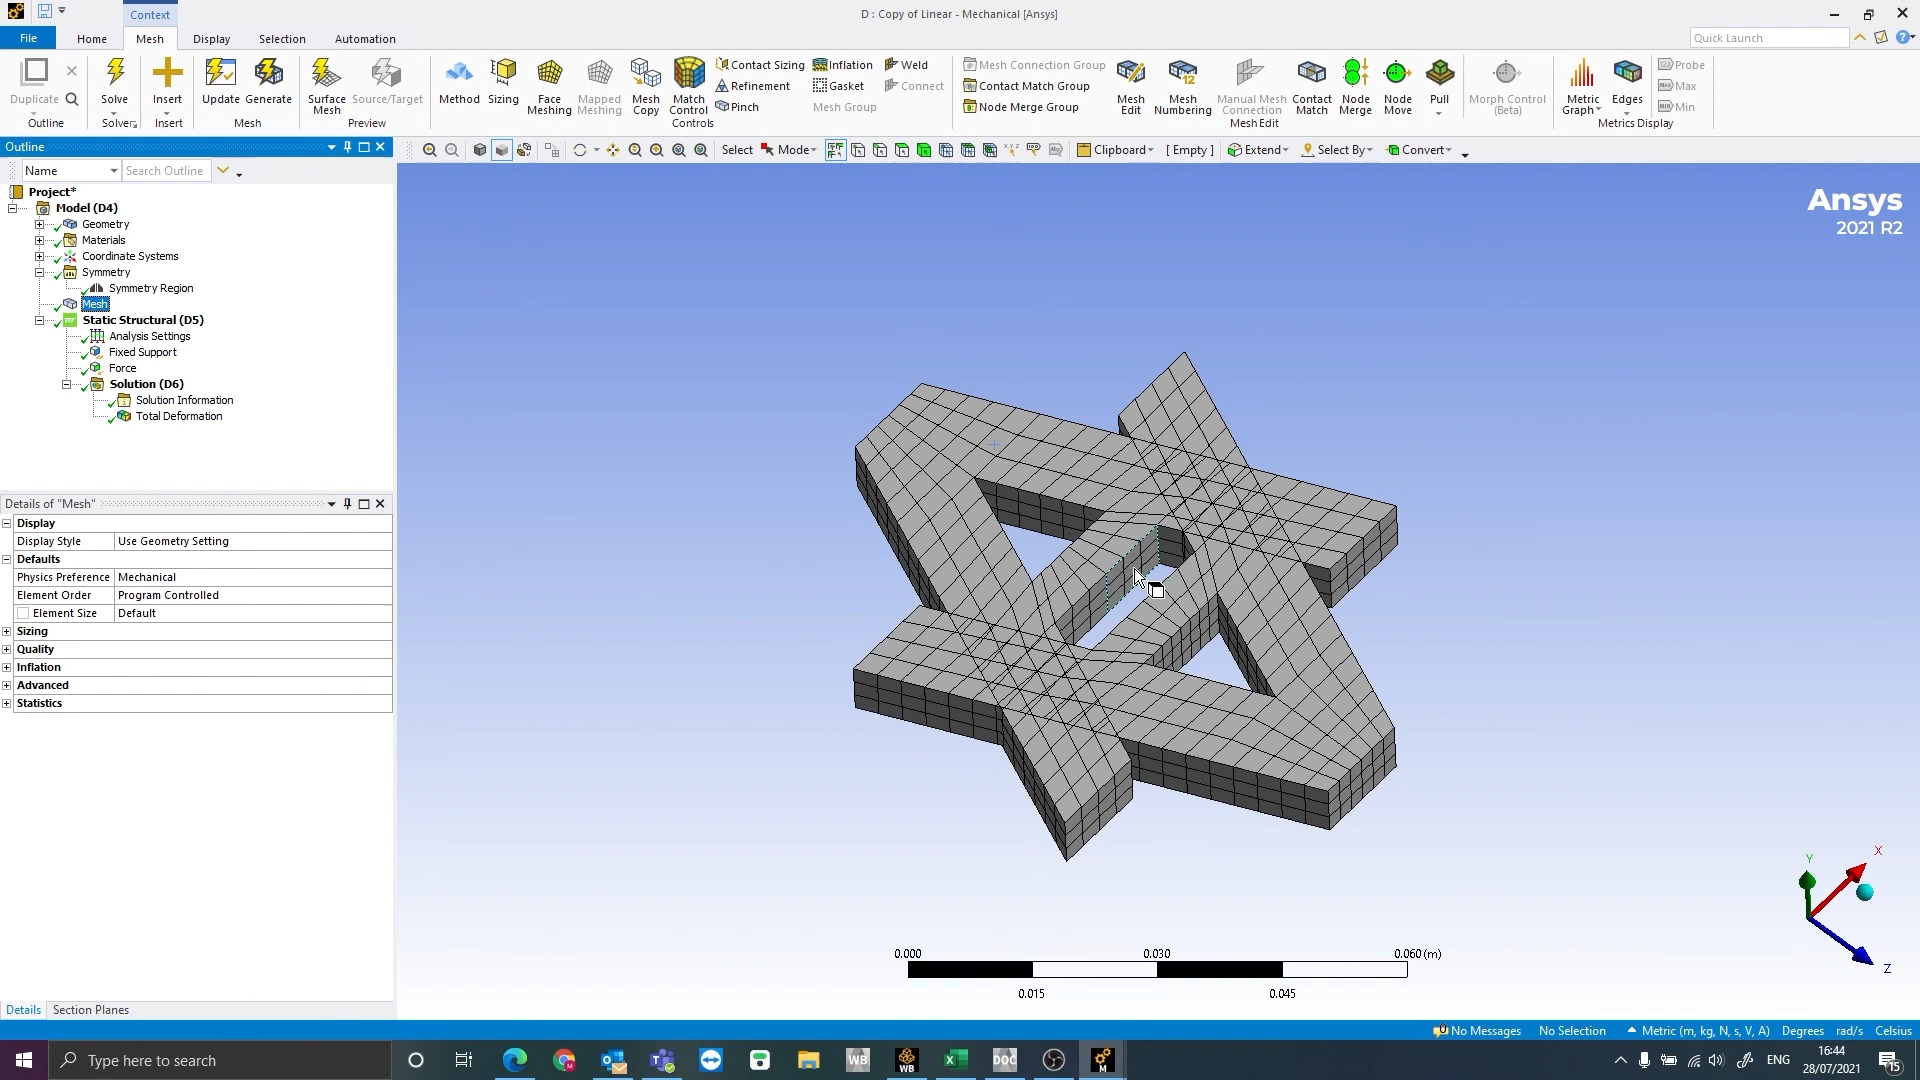 Context
D : Copy of Linear - Mechanical [Ansys]
File Home Mesh Display Selection Automation
Quick Launch
Duplicate
Outline
Solve
Solver
Insert
Insert
Update Generate
Mesh
Surface Mesh Source/Target
Preview
Method Sizing Face Meshing Mapped Meshing Mesh Copy Match Control
Contact Sizing Inflation Weld
Refinement Gasket Connect
Pinch Mesh Group
Controls
Mesh Connection Group
Contact Match Group
Node Merge Group
Mesh Edit Mesh Numbering Manual Mesh Connection Contact Match Node Merge Node Move Pull
Mesh Edit
Morph Control (Beta)
Metric Graph Edges
Probe
Max
Min
Metrics Display
Outline
Select Mode Clipboard [ Empty ] Extend Select By Convert
Name Search Outline
Project*
Model (D4)
Geometry
Materials
Coordinate Systems
Symmetry
Symmetry Region
Mesh
Static Structural (D5)
Analysis Settings
Fixed Support
Force
Solution (D6)
Solution Information
Total Deformation
Ansys
2021 R2
Details of "Mesh"
Display
Display Style Use Geometry Setting
Defaults
Physics Preference Mechanical
Element Order Program Controlled
Element Size Default
Sizing
Quality
Inflation
Advanced
Statistics
Y
X
Z
0.000 0.030 0.060 (m)
0.015 0.045
Details Section Planes
No Messages No Selection Metric (m, kg, N, s, V, A) Degrees rad/s Celsius
Type here to search
WB
WB
DOC
M
ENG
16:44
28/07/2021
15